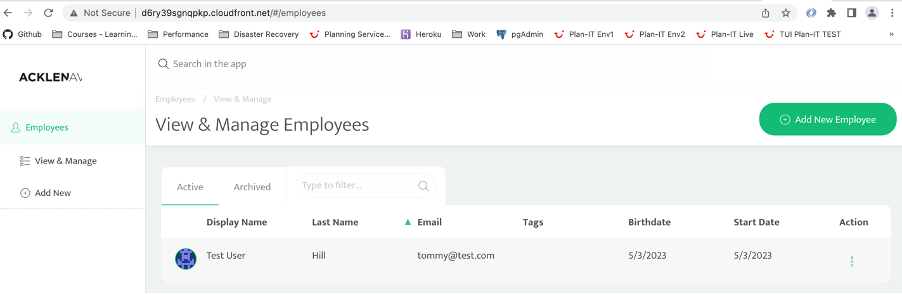 Not Secure | d6ry39sgnqpkp.cloudfront.net/#/employees
Github Courses - Learnin... Performance Disaster Recovery Planning Service... Heroku Work pgAdmin Plan-IT Env1 Plan-IT Env2 Plan-IT Live TUI Plan-IT TEST »
ACKLENAV
Search in the app
Employees / View & Manage
View & Manage Employees
Add New Employee
Employees
View & Manage
Add New
Active Archived Type to filter...
Display Name Last Name Email Tags Birthdate Start Date Action
Test User Hill tommy@test.com 5/3/2023 5/3/2023